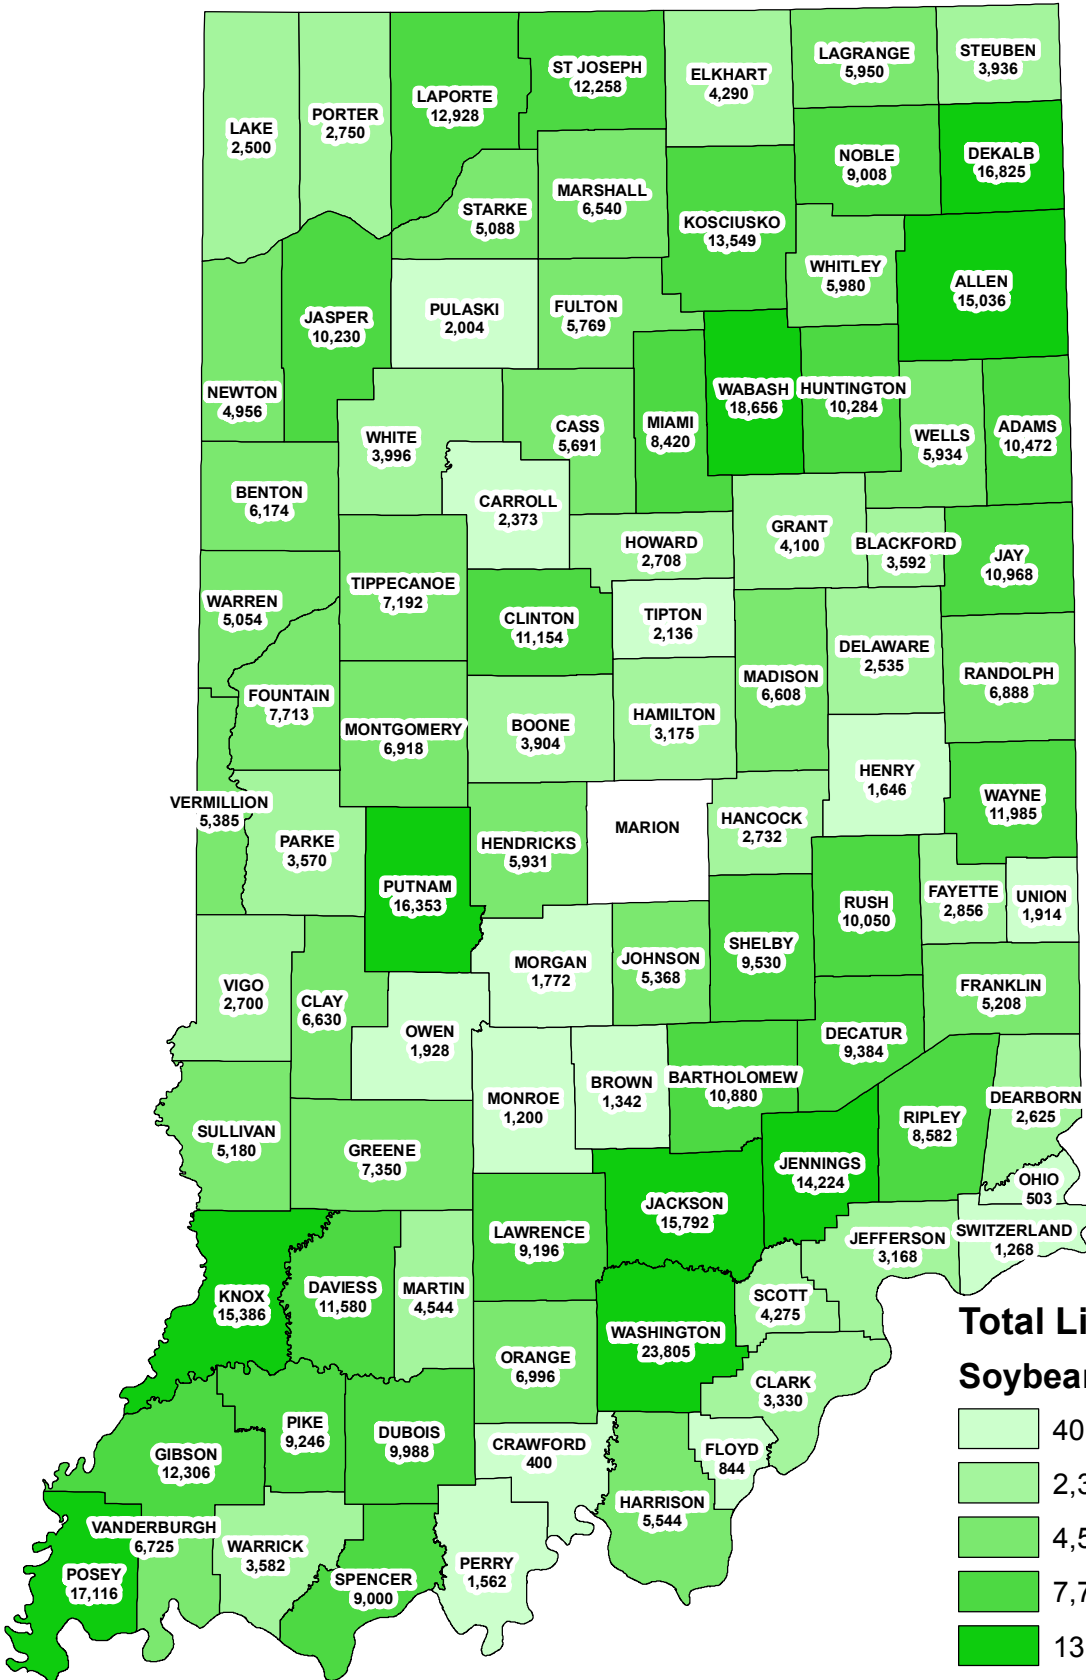 LAGRANGE
5,950
STEUBEN
3,936
ST JOSEPH
12,258
ELKHART
4,290
LAPORTE
12,928
PORTER
2,750
LAKE
2,500
NOBLE
9,008
DEKALB
16,825
MARSHALL
6,540
STARKE
5,088
KOSCIUSKO
13,549
WHITLEY
5,980
ALLEN
15,036
PULASKI
2,004
FULTON
5,769
JASPER
10,230
NEWTON
4,956
WABASH
18,656
HUNTINGTON
10,284
WHITE
3,996
CASS
5,691
MIAMI
8,420
WELLS
5,934
ADAMS
10,472
BENTON
6,174
CARROLL
2,373
GRANT
4,100
HOWARD
2,708
BLACKFORD
3,592
JAY
10,968
TIPPECANOE
7,192
WARREN
5,054
CLINTON
11,154
TIPTON
2,136
DELAWARE
2,535
MADISON
6,608
RANDOLPH
6,888
FOUNTAIN
7,713
MONTGOMERY
6,918
BOONE
3,904
HAMILTON
3,175
HENRY
1,646
WAYNE
11,985
VERMILLION
5,385
PARKE
3,570
HENDRICKS
5,931
MARION
HANCOCK
2,732
PUTNAM
16,353
RUSH
10,050
FAYETTE
2,856
UNION
1,914
SHELBY
9,530
MORGAN
1,772
JOHNSON
5,368
VIGO
2,700
CLAY
6,630
FRANKLIN
5,208
OWEN
1,928
DECATUR
9,384
MONROE
1,200
BROWN
1,342
BARTHOLOMEW
10,880
DEARBORN
2,625
RIPLEY
8,582
SULLIVAN
5,180
GREENE
7,350
JENNINGS
14,224
OHIO
503
JACKSON
15,792
LAWRENCE
9,196
JEFFERSON
3,168
SWITZERLAND
1,268
KNOX
15,386
DAVIESS
11,580
MARTIN
4,544
SCOTT
4,275
WASHINGTON
23,805
ORANGE
6,996
CLARK
3,330
PIKE
9,246
DUBOIS
9,988
CRAWFORD
400
FLOYD
844
GIBSON
12,306
HARRISON
5,544
VANDERBURGH
6,725
WARRICK
3,582
POSEY
17,116
SPENCER
9,000
PERRY
1,562
Total Li
Soybear
40
2,3
4,5
7,7
13